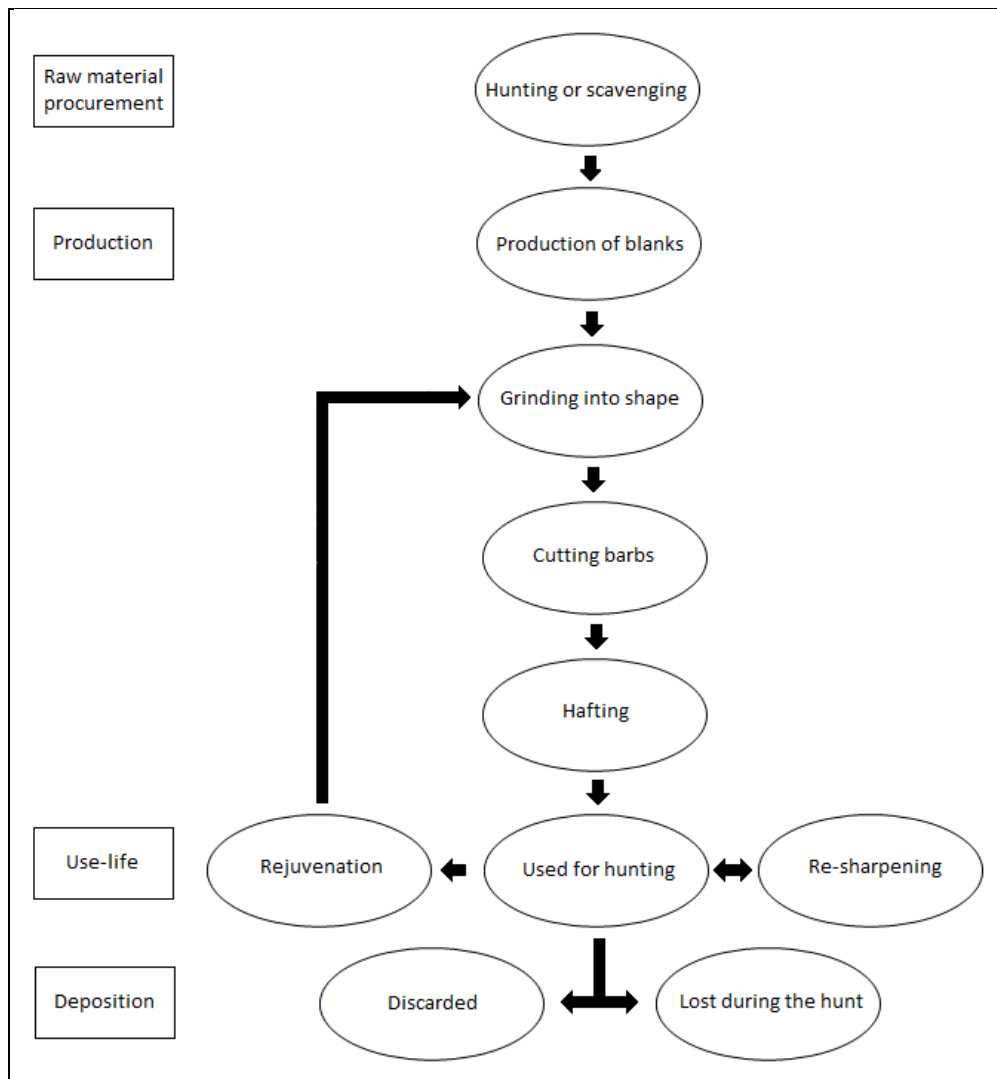 Raw material
procurement
Hunting or scavenging
Production
Production of blanks
Grinding into shape
Cutting barbs
Hafting
Use-life
Rejuvenation
Used for hunting
Re-sharpening
Deposition
Discarded
Lost during the hunt